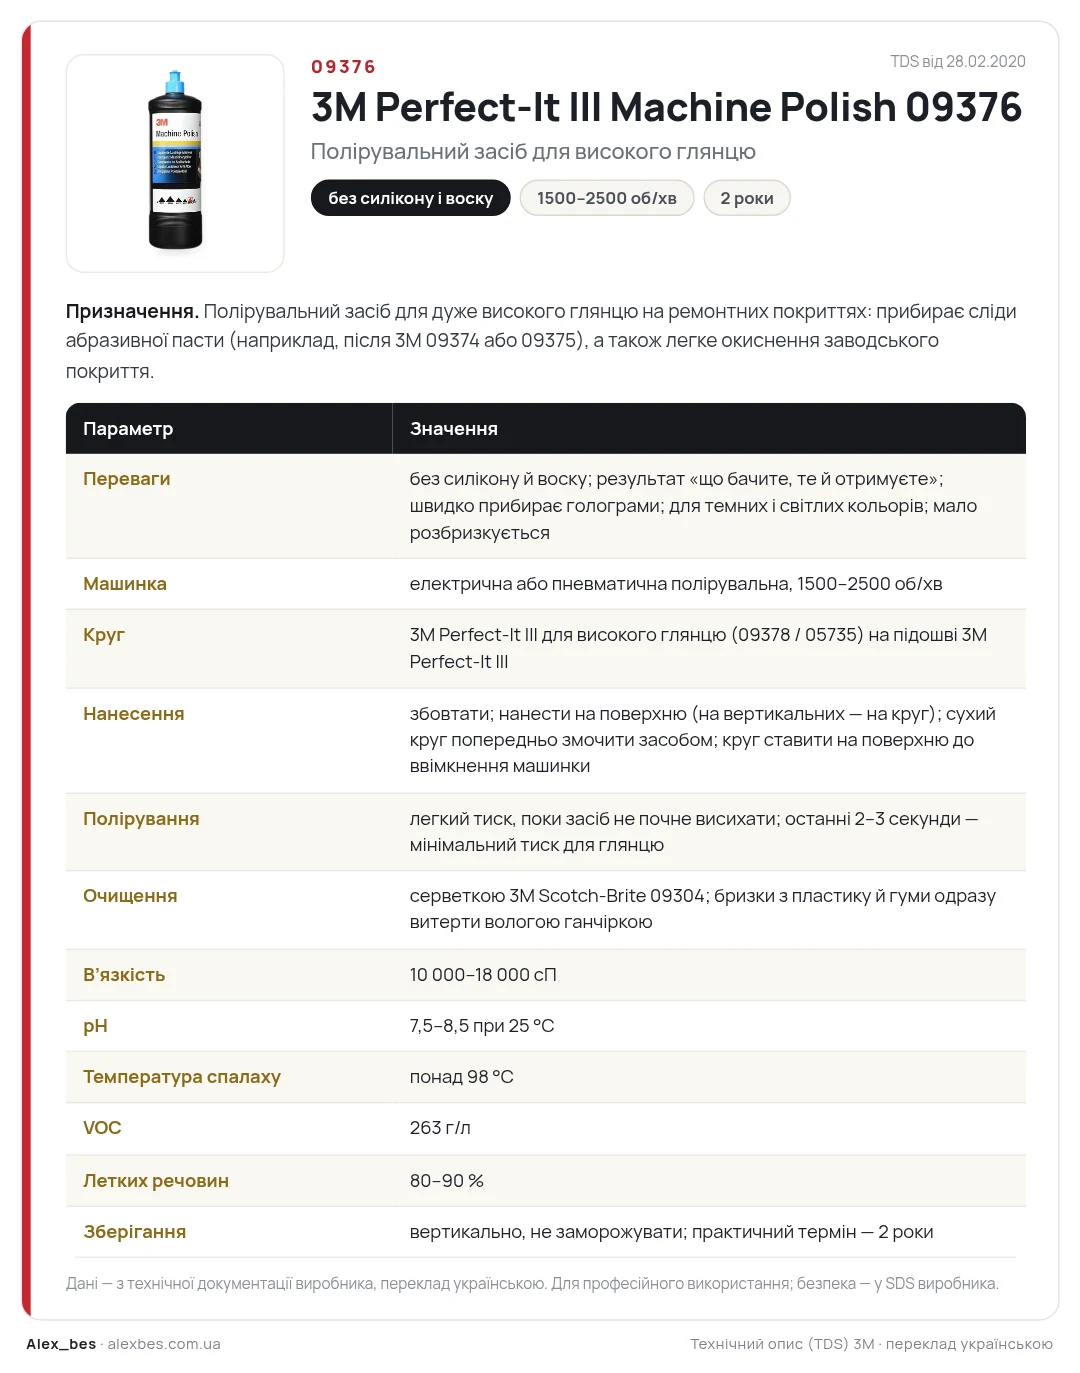 09376
TDS від 28.02.2020
3M Perfect-It III Machine Polish 09376
Полірувальний засіб для високого глянцю
без силікону і воску
1500–2500 об/хв
2 роки
3M
Machine Polis
Призначення. Полірувальний засіб для дуже високого глянцю на ремонтних покриттях: прибирає сліди
абразивної пасти (наприклад, після 3M 09374 або 09375), а також легке окиснення заводського
покриття.
Параметр
Значення
Переваги
без силікону й воску; результат «що бачите, те й отримуєте»;
швидко прибирає голограми; для темних і світлих кольорів; мало
розбризкується
Машинка
електрична або пневматична полірувальна, 1500–2500 об/хв
Круг
3M Perfect-It III для високого глянцю (09378 / 05735) на підошві 3M
Perfect-It III
Нанесення
збовтати; нанести на поверхню (на вертикальних — на круг); сухий
круг попередньо змочити засобом; круг ставити на поверхню до
ввімкнення машинки
Полірування
легкий тиск, поки засіб не почне висихати; останні 2–3 секунди —
мінімальний тиск для глянцю
Очищення
серветкою 3M Scotch-Brite 09304; бризки з пластику й гуми одразу
витерти вологою ганчіркою
В’язкість
10 000–18 000 сП
pH
7,5–8,5 при 25 °C
Температура спалаху
понад 98 °C
VOC
263 г/л
Летких речовин
80–90 %
Зберігання
вертикально, не заморожувати; практичний термін — 2 роки
Дані — з технічної документації виробника, переклад українською. Для професійного використання; безпека — у SDS виробника.
Alex_bes · alexbes.com.ua
Технічний опис (TDS) 3M · переклад українською